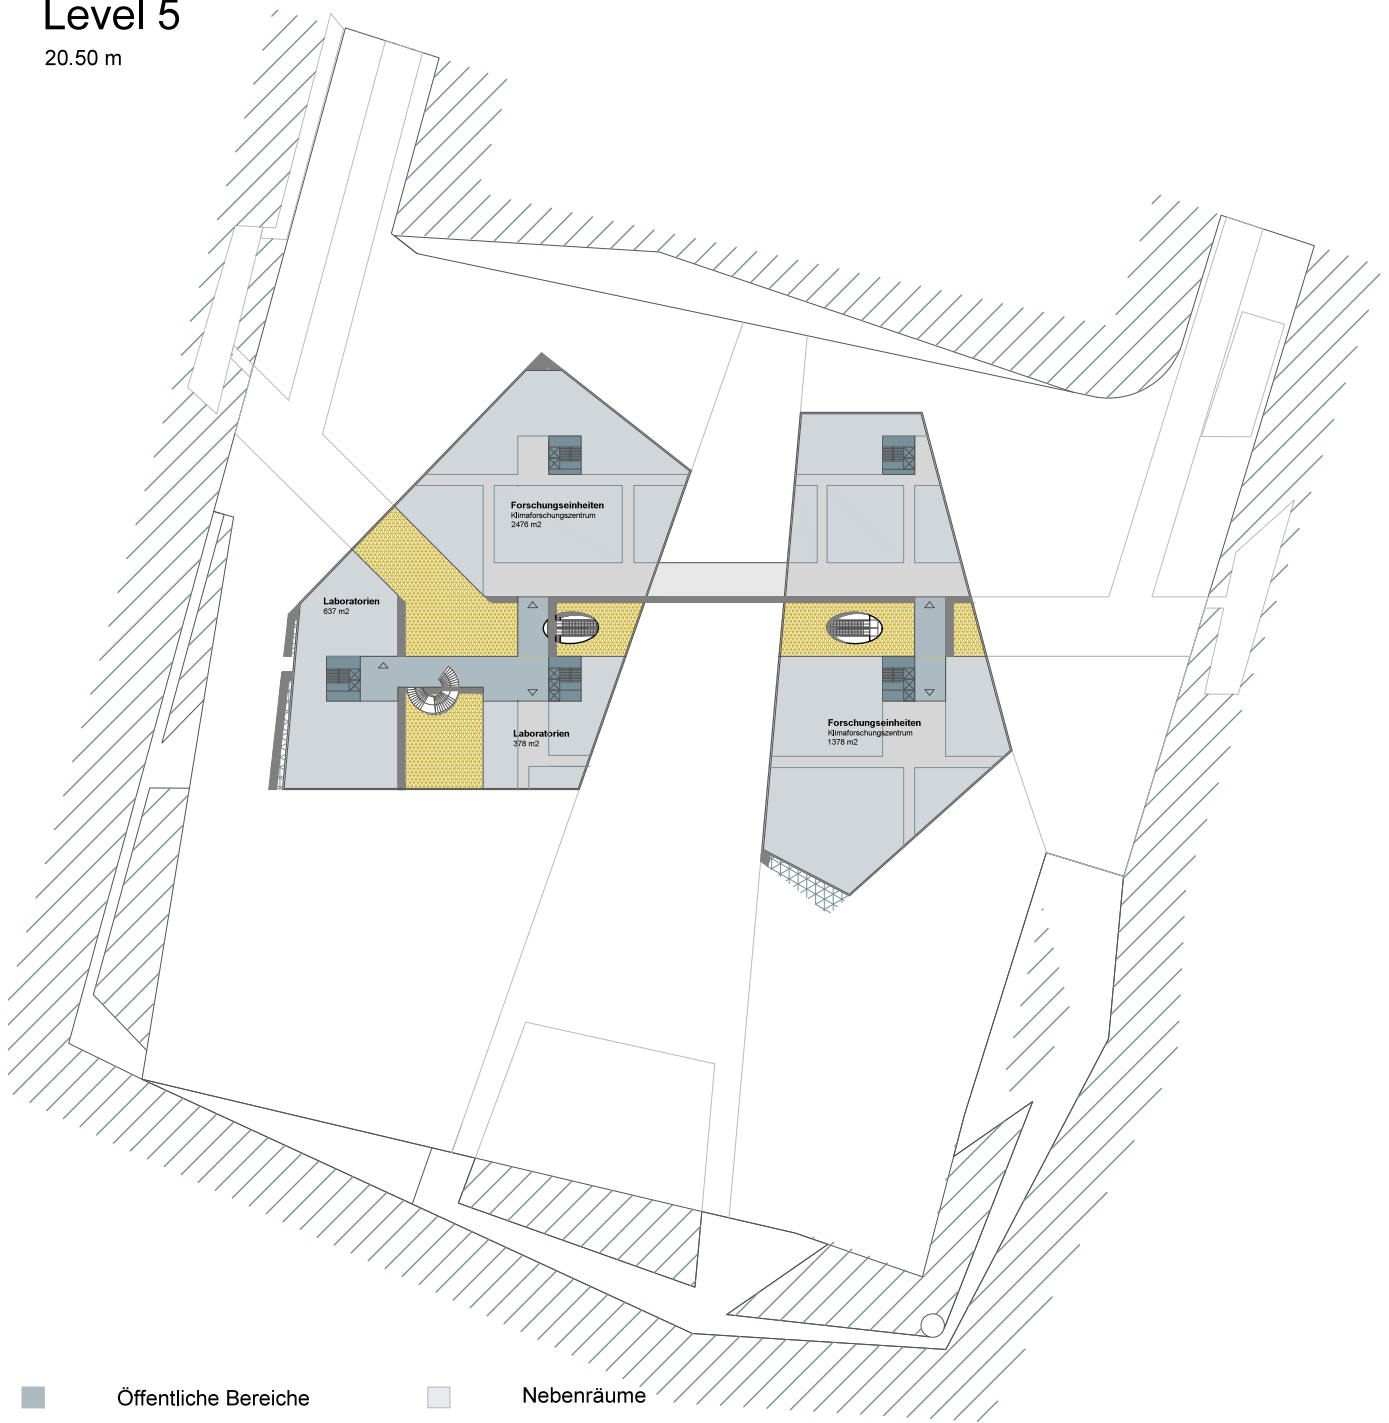 Level 5
20.50 m
Forschungseinheiten
Klimaforschungszentrum
2476 m2
Laboratorien
637 m2
Forschungseinheiten
Klimaforschungszentrum
1378 m2
Laboratorien
378 m2
Öffentliche Bereiche
Nebenräume